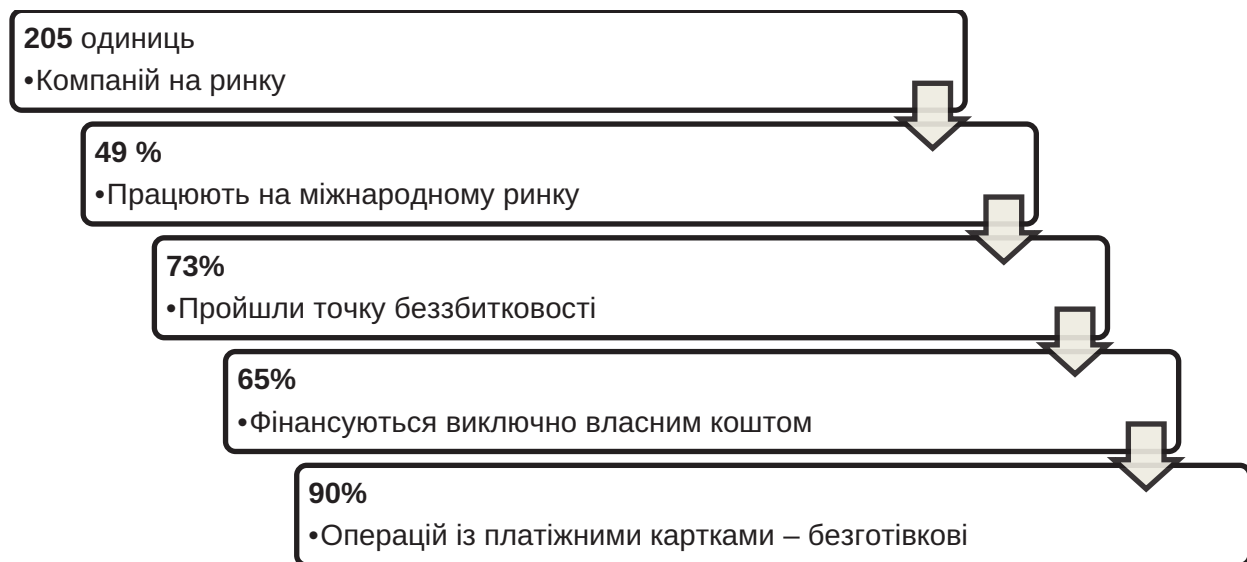 205 одиниць
•Компаній на ринку
49 %
•Працюють на міжнародному ринку
73%
•Пройшли точку беззбитковості
65%
•Фінансуються виключно власним коштом
90%
•Операцій із платіжними картками – безготівкові